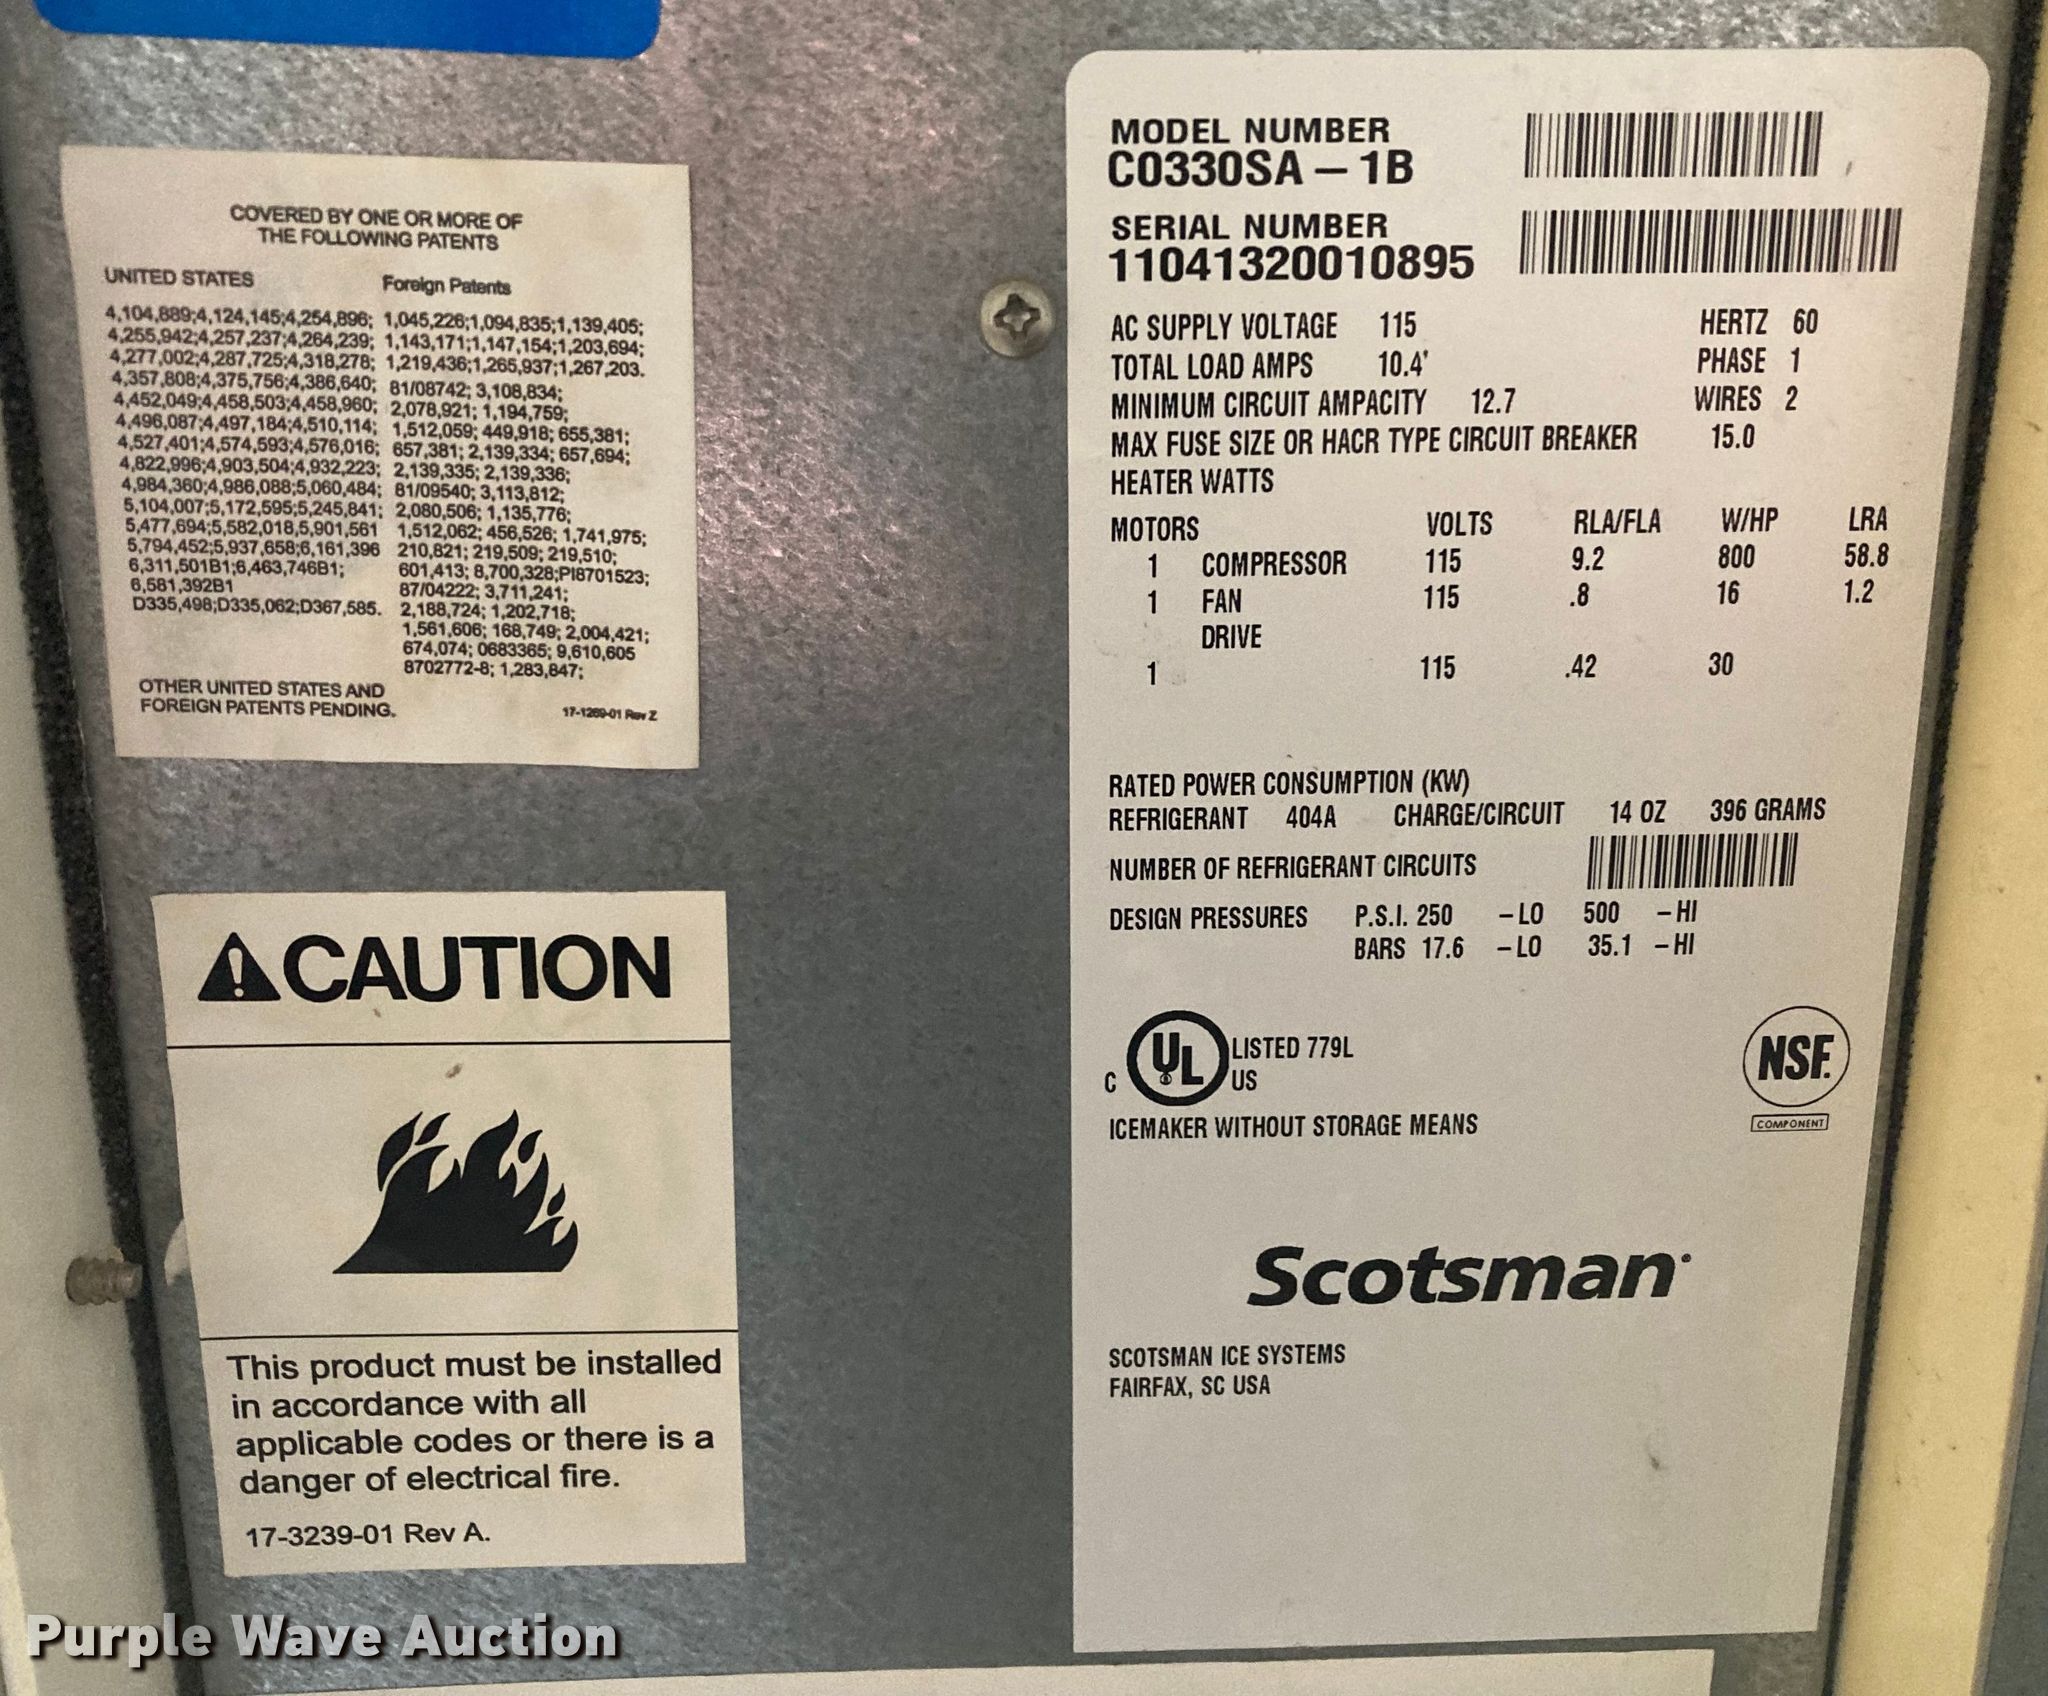 COVERED BY ONE OR MORE OF
THE FOLLOWING PATENTS
UNITED STATES
4,104,889;4,124,145;4,254,896;
4,255,942;4,257,237;4,264,239;
4,277,002;4,287,725;4,318,278;
4,357,808;4,375,756;4,386,640;
4,452,049;4,458,503;4,458,960;
4,496,087;4,497,184;4,510,114;
4,527,401;4,574,593;4,576,016;
4,822,996;4,903,504;4,932,223;
4,984,360;4,986,088;5,060,484;
5,104,007;5,172,595;5,245,841;
5,477,694;5,582,018,5,901,561
5,794,452;5,937,658;6,161,396
6,311,501B1;6,463,746B1;
6,581,392B1
D335,498;D335,062;D367,585.
Foreign Patents
1,045,226;1,094,835;1,139,405;
1,143,171;1,147,154;1,203,694;
1,219,436;1,265,937;1,267,203.
81/08742; 3,108,834;
2,078,921; 1,194,759;
1,512,059; 449,918; 655,381;
657,381; 2,139,334; 657,694;
2,139,335; 2,139,336;
81/09540; 3,113,812;
2,080,506; 1,135,776;
1,512,062; 456,526; 1,741,975;
210,821; 219,509; 219,510;
601,413; 8,700,328;PI8701523;
87/04222; 3,711,241;
2,188,724; 1,202,718;
1,561,606; 168,749; 2,004,421;
674,074; 0683365; 9,610,605
8702772-8; 1,283,847;
OTHER UNITED STATES AND
FOREIGN PATENTS PENDING.
17-1269-01 Rev Z
CAUTION
This product must be installed
in accordance with all
applicable codes or there is a
danger of electrical fire.
17-3239-01 Rev A.
MODEL NUMBER
C0330SA – 1B
SERIAL NUMBER
11041320010895
AC SUPPLY VOLTAGE 115 HERTZ 60
TOTAL LOAD AMPS 10.4' PHASE 1
MINIMUM CIRCUIT AMPACITY 12.7 WIRES 2
MAX FUSE SIZE OR HACR TYPE CIRCUIT BREAKER 15.0
HEATER WATTS
MOTORS VOLTS RLA/FLA W/HP LRA
1 COMPRESSOR 115 9.2 800 58.8
1 FAN 115 .8 16 1.2
DRIVE
1 115 .42 30
RATED POWER CONSUMPTION (KW)
REFRIGERANT 404A CHARGE/CIRCUIT 14 OZ 396 GRAMS
NUMBER OF REFRIGERANT CIRCUITS
DESIGN PRESSURES P.S.I. 250 – LO 500 – HI
BARS 17.6 – LO 35.1 – HI
C UL LISTED 779L
US
NSF.
COMPONENT
ICEMAKER WITHOUT STORAGE MEANS
Scotsman
SCOTSMAN ICE SYSTEMS
FAIRFAX, SC USA
Purple Wave Auction